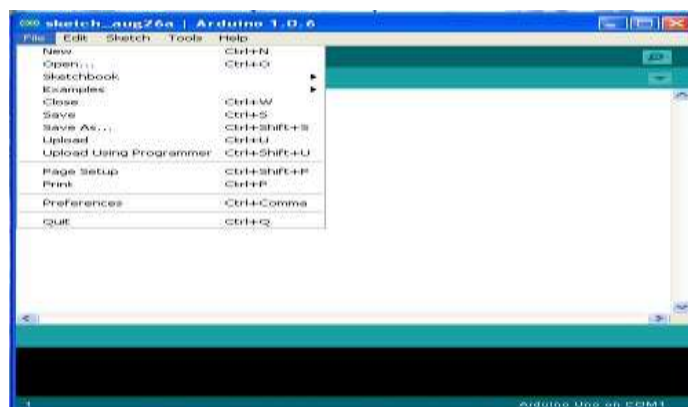 sketch_aug26a | Arduino 1.0.6
File Edit Sketch Tools Help
New Ctrl+N
Open... Ctrl+O
Sketchbook
Examples
Close Ctrl+W
Save Ctrl+S
Save As... Ctrl+Shift+S
Upload Ctrl+U
Upload Using Programmer Ctrl+Shift+U
Page Setup Ctrl+Shift+P
Print Ctrl+P
Preferences Ctrl+Comma
Quit Ctrl+Q
1 Arduino Uno on COM1